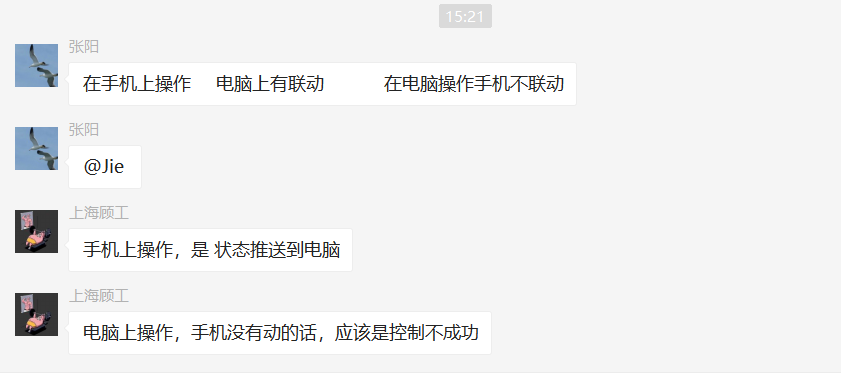 15:21
张阳
在手机上操作 电脑上有联动 在电脑操作手机不联动
张阳
@Jie
上海顾工
手机上操作，是 状态推送到电脑
上海顾工
电脑上操作，手机没有动的话，应该是控制不成功